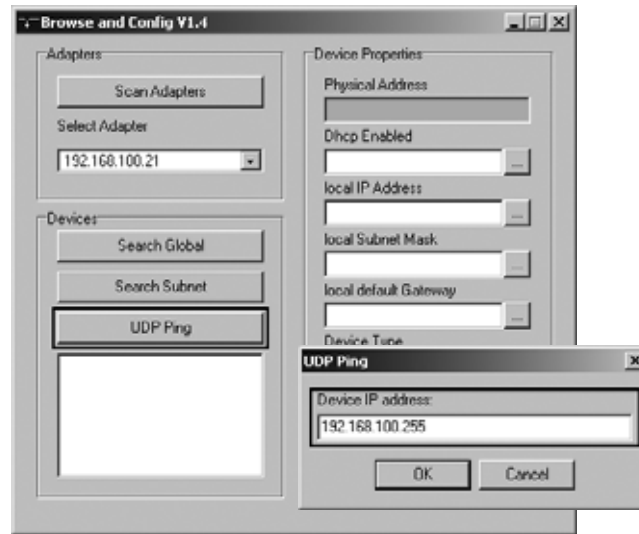 Browse and Config V1.4
Adapters
Scan Adapters
Select Adapter
192.168.100.21
Devices
Search Global
Search Subnet
UDP Ping
Device Properties
Physical Address
Dhcp Enabled
...
local IP Address
...
local Subnet Mask
...
local default Gateway
...
Device Type
UDP Ping
Device IP address:
192.168.100.255
OK
Cancel